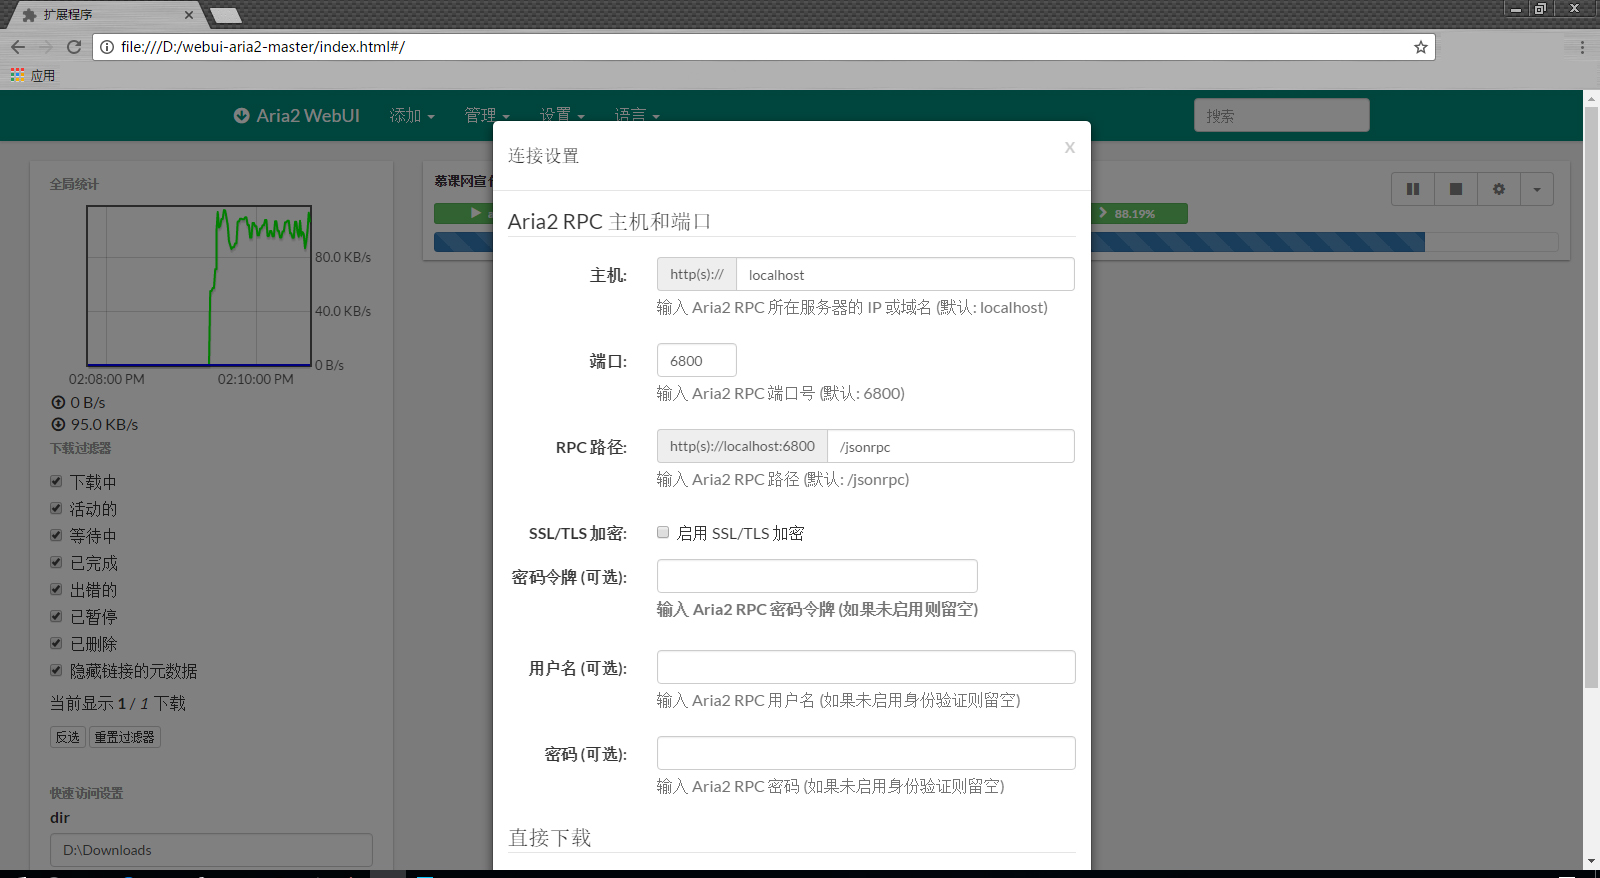 扩展程序
file:///D:/webui-aria2-master/index.html#/
应用
Aria2 WebUI 添加 管理 设置 语言 搜索
连接设置 x
Aria2 RPC 主机和端口
主机: http(s):// localhost
输入 Aria2 RPC 所在服务器的 IP 或域名 (默认: localhost)
端口: 6800
输入 Aria2 RPC 端口号 (默认: 6800)
RPC 路径: http(s)://localhost:6800 /jsonrpc
输入 Aria2 RPC 路径 (默认: /jsonrpc)
SSL/TLS 加密: 启用 SSL/TLS 加密
密码令牌 (可选):
输入 Aria2 RPC 密码令牌 (如果未启用则留空)
用户名 (可选):
输入 Aria2 RPC 用户名 (如果未启用身份验证则留空)
密码 (可选):
输入 Aria2 RPC 密码 (如果未启用身份验证则留空)
直接下载
全局统计
80.0 KB/s
40.0 KB/s
0 B/s
02:08:00 PM 02:10:00 PM
0 B/s
95.0 KB/s
下载过滤器
下载中
活动的
等待中
已完成
出错的
已暂停
已删除
隐藏链接的元数据
当前显示 1 / 1 下载
反选 重置过滤器
快速访问设置
dir
D:\Downloads
慕课网宣
88.19%